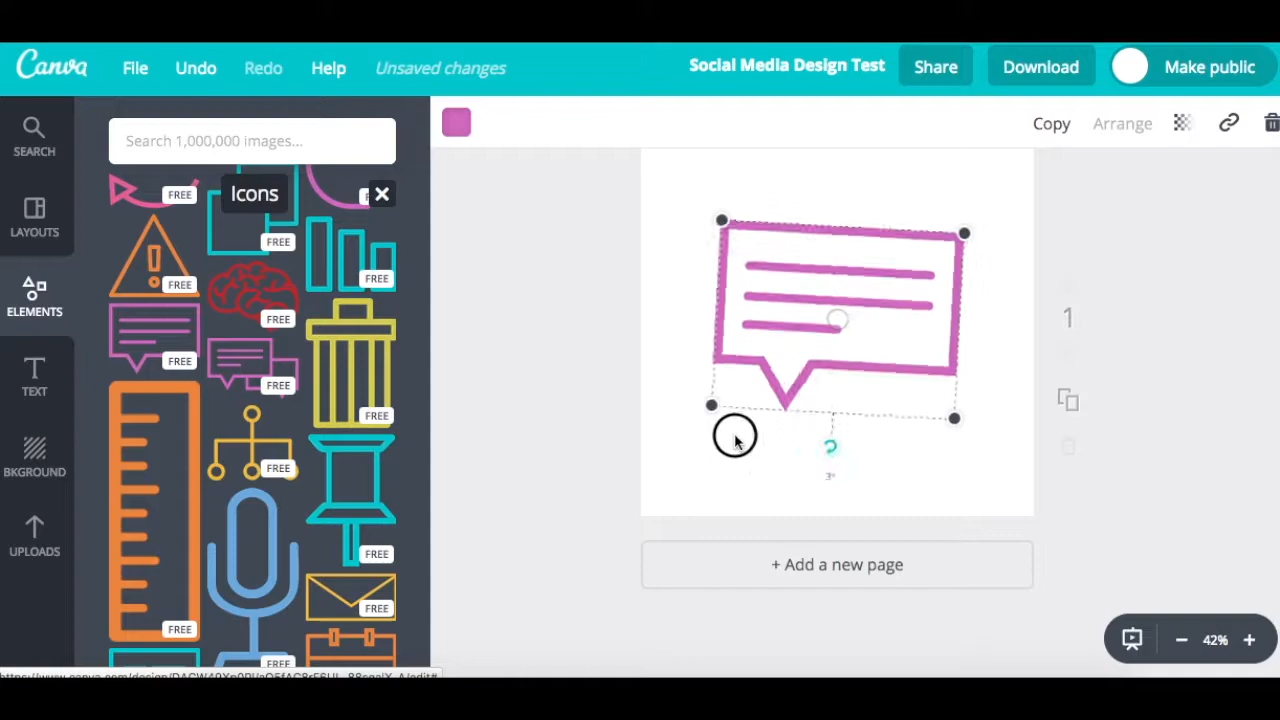 Canva File Undo Redo Help Unsaved changes Social Media Design Test Share Download Make public
SEARCH
LAYOUTS
ELEMENTS
TEXT
BKGROUND
UPLOADS
Search 1,000,000 images...
Icons
FREE
FREE
FREE
FREE
FREE
FREE
FREE
FREE
FREE
FREE
FREE
FREE
FREE
FREE
Copy Arrange
1
3°
+ Add a new page
42%